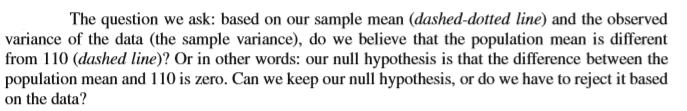 The question we ask: based on our sample mean (dashed-dotted line) and the observed
variance of the data (the sample variance), do we believe that the population mean is different
from 110 (dashed line)? Or in other words: our null hypothesis is that the difference between the
population mean and 110 is zero. Can we keep our null hypothesis, or do we have to reject it based
on the data?